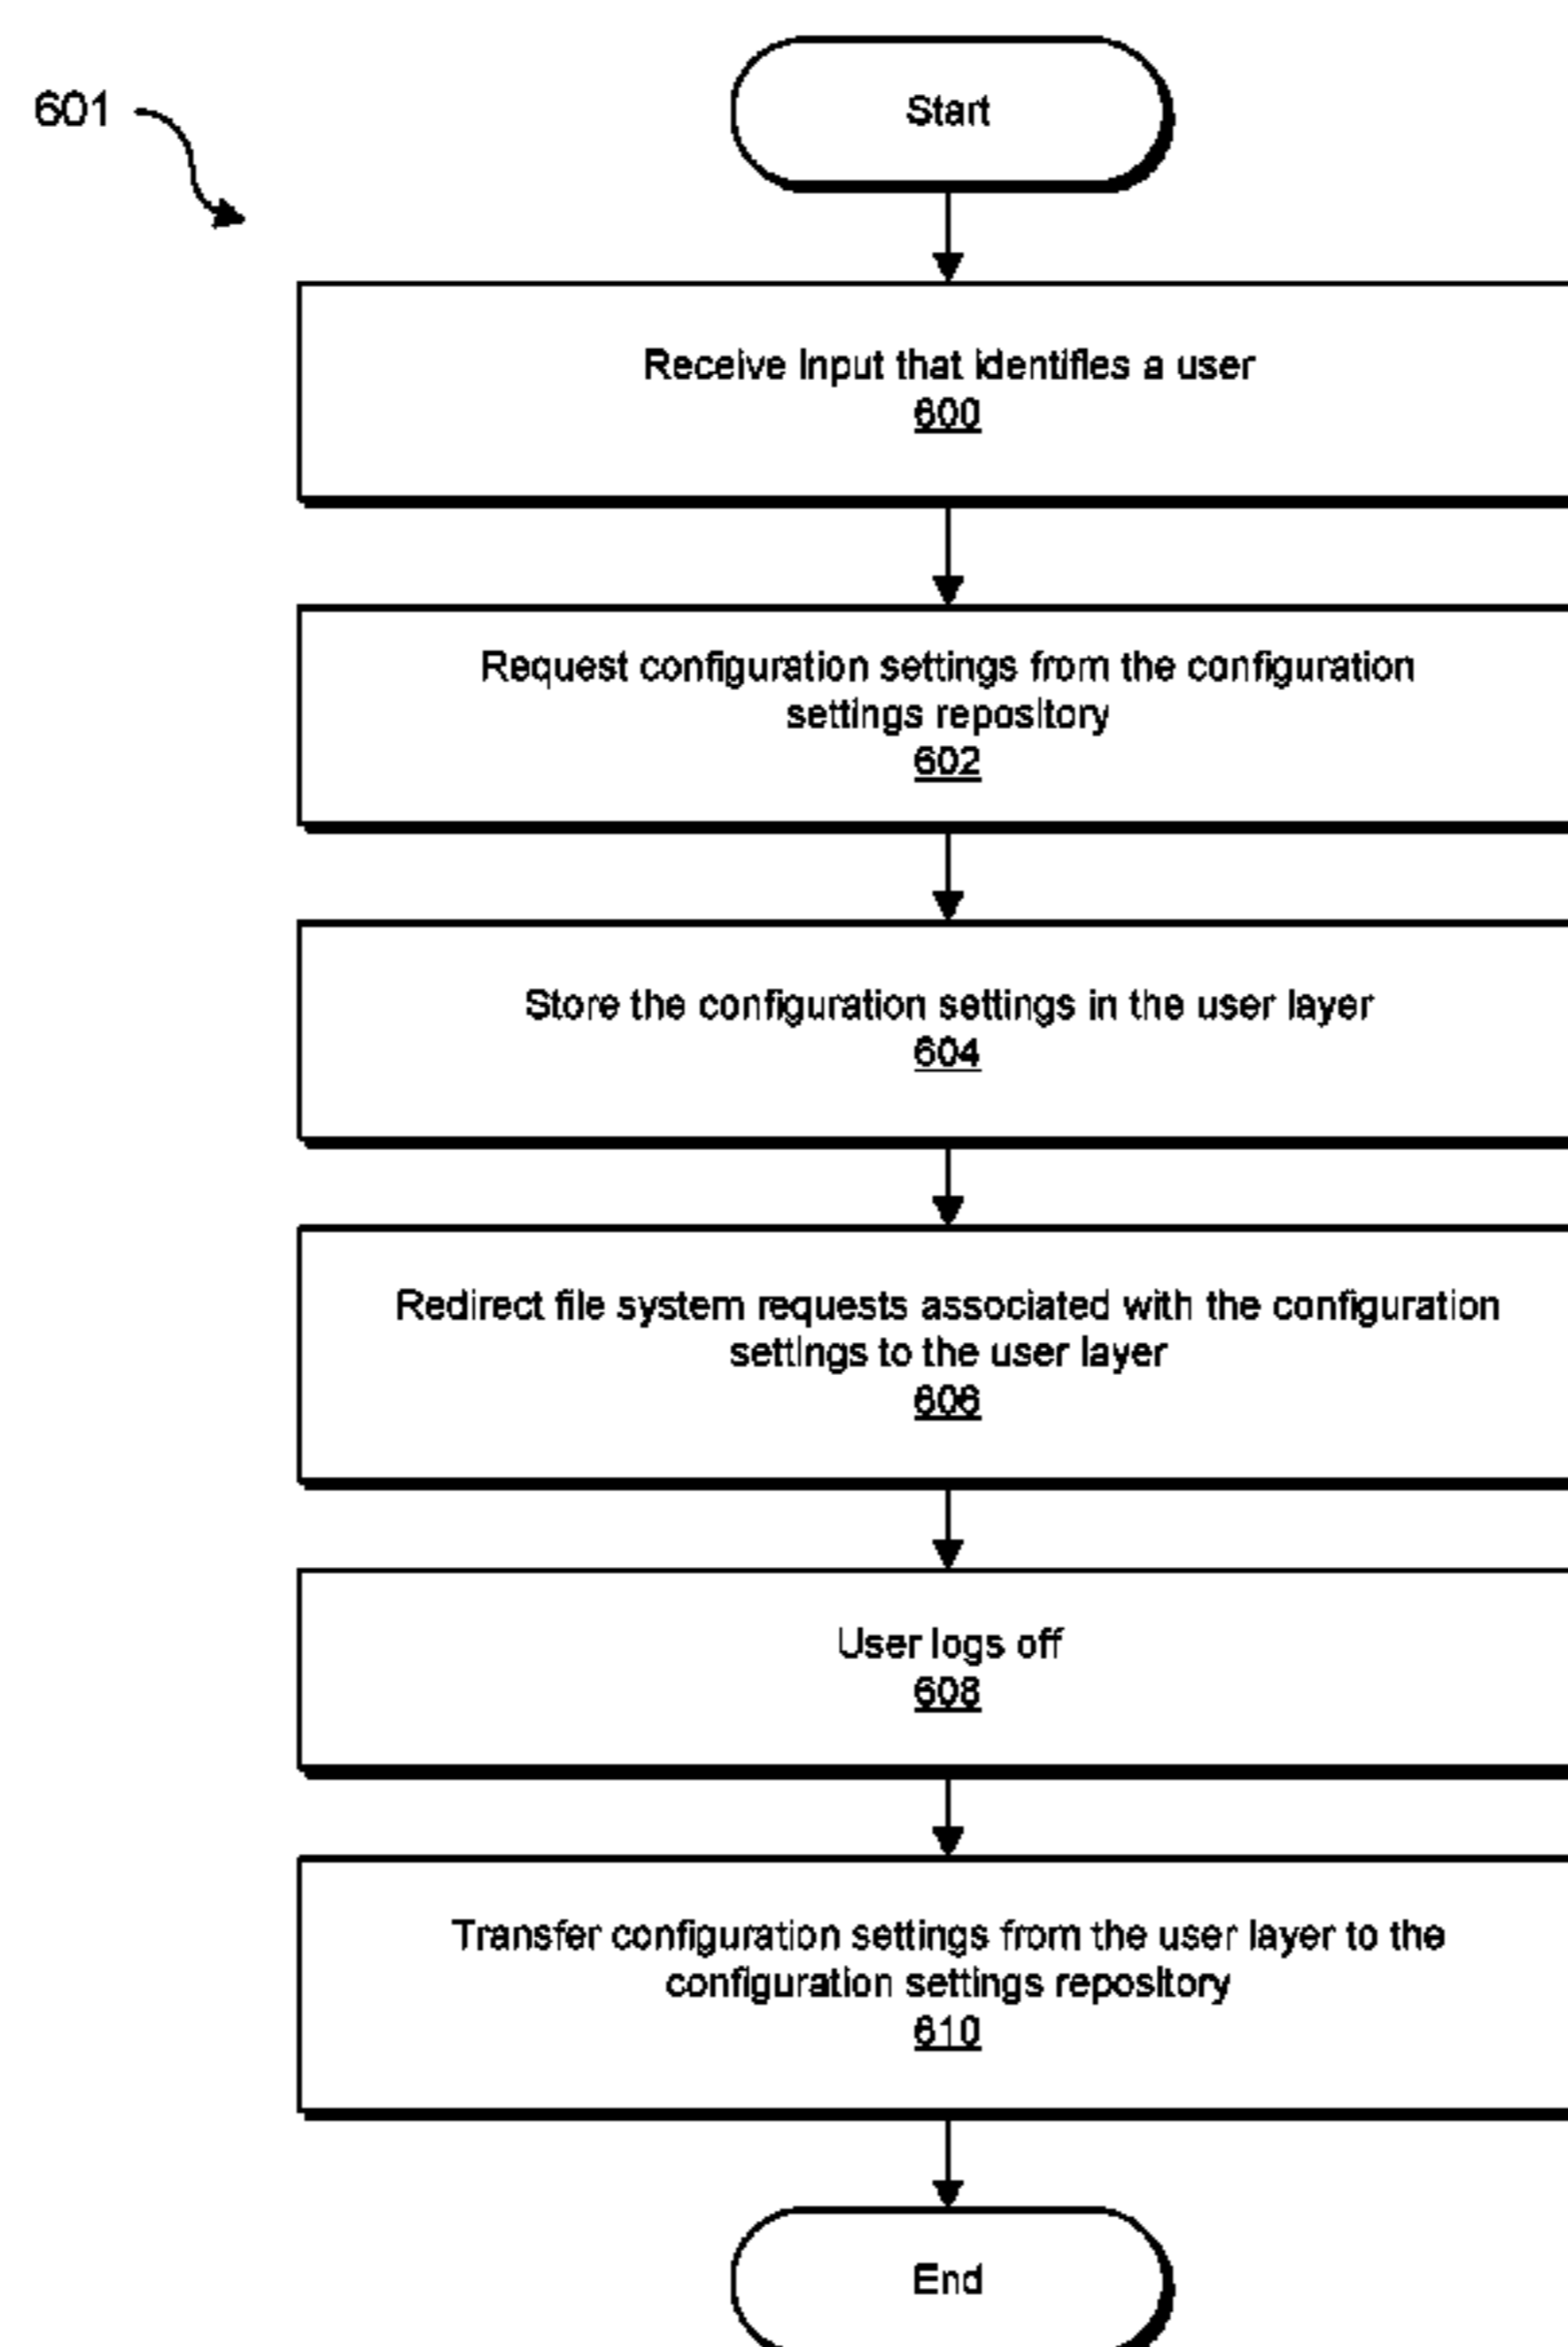 601
Start
Receive input that identifies a user
600
Request configuration settings from the configuration
settings repository
602
Store the configuration settings in the user layer
604
Redirect file system requests associated with the configuration
settings to the user layer
606
User logs off
608
Transfer configuration settings from the user layer to the
configuration settings repository
610
End